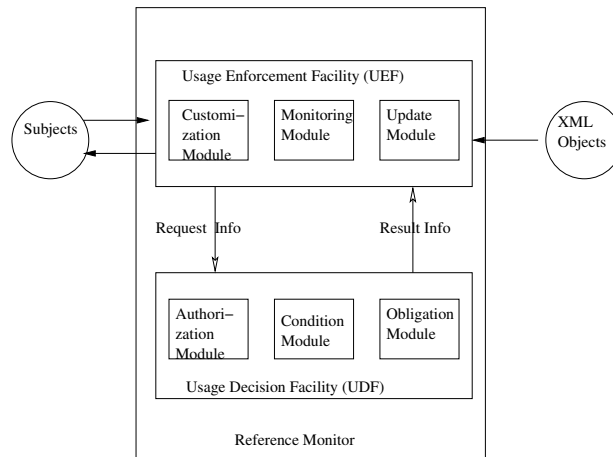 Usage Enforcement Facility (UEF)
Subjects
Customi-
zation
Module
Monitoring
Module
Update
Module
XML
Objects
Request Info
Result Info
Authori-
zation
Module
Condition
Module
Obligation
Module
Usage Decision Facility (UDF)
Reference Monitor